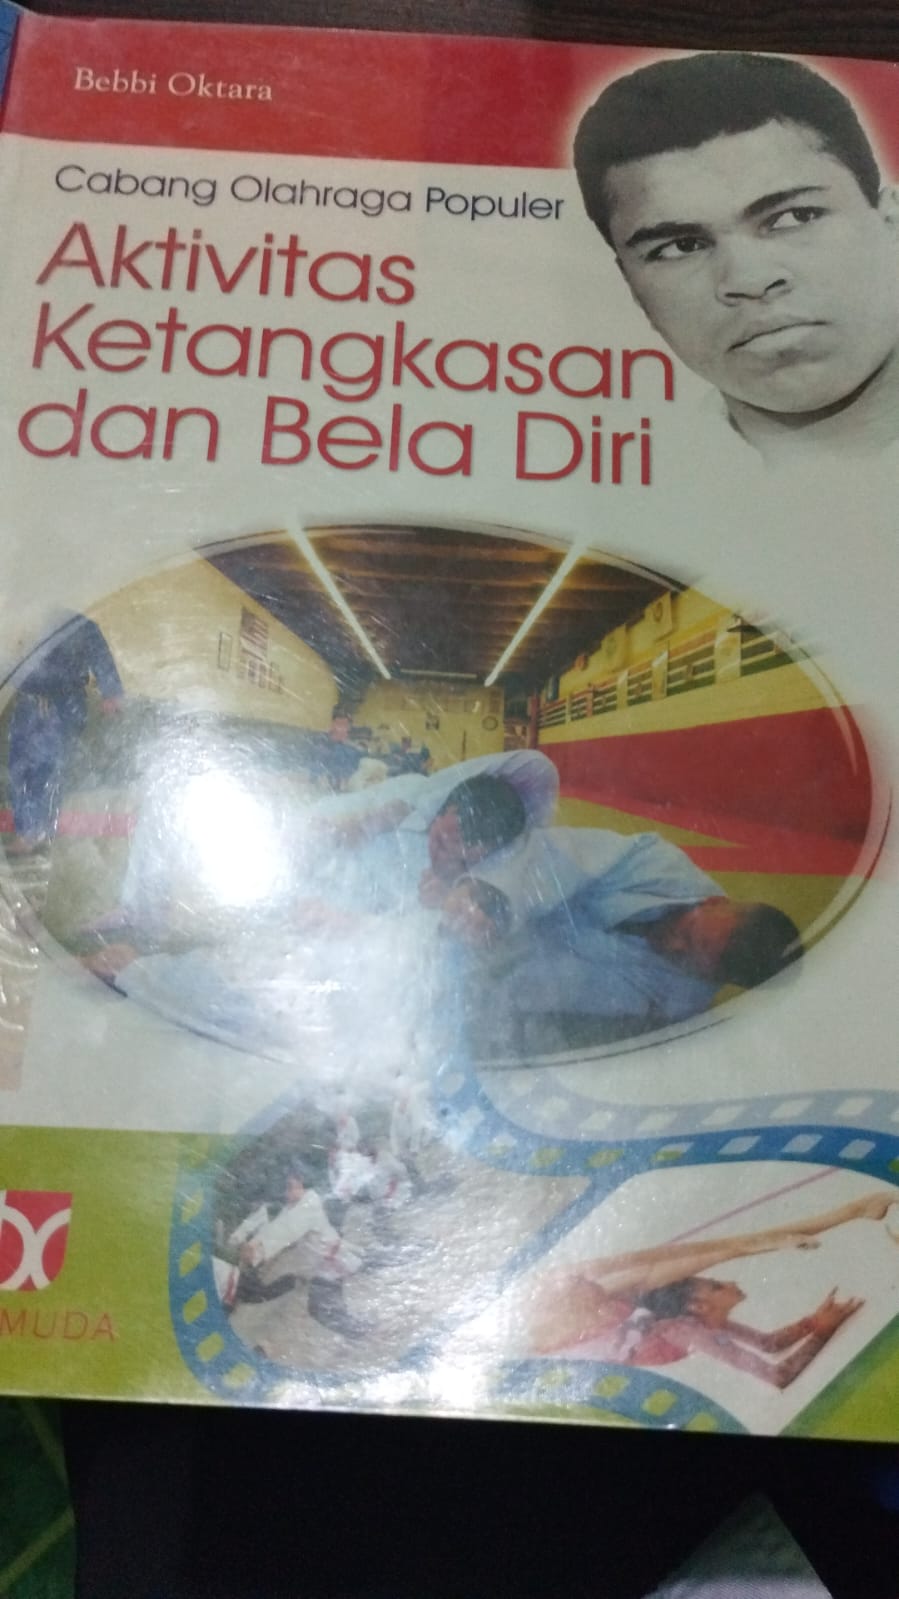 Bebbi Oktara
Cabang Olahraga Populer
Aktivitas
Ketangkasan
dan Bela Diri
MUDA